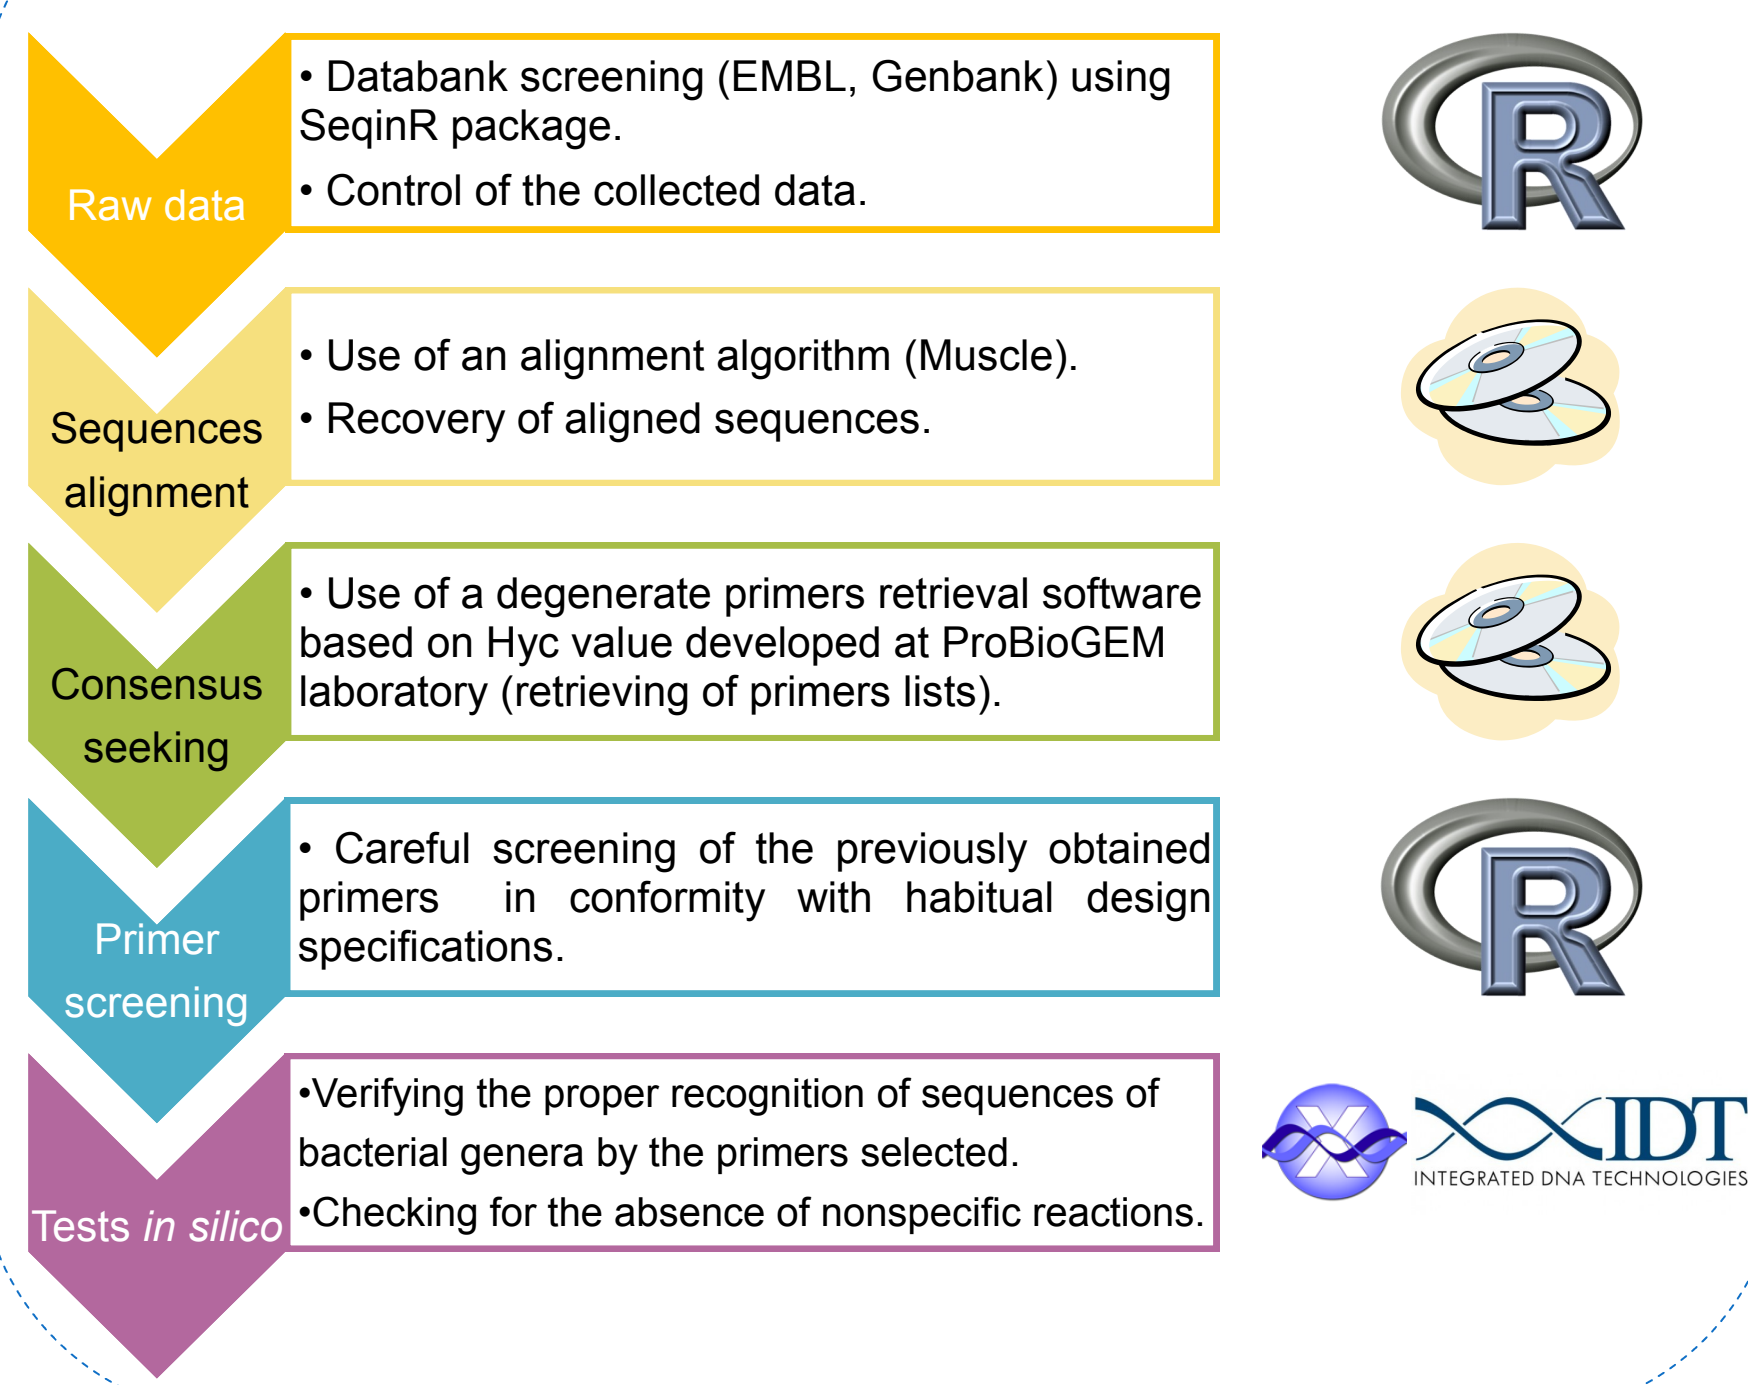 • Databank screening (EMBL, Genbank) using
SeqinR package.
• Control of the collected data.
Raw data
R
• Use of an alignment algorithm (Muscle).
• Recovery of aligned sequences.
Sequences
alignment
• Use of a degenerate primers retrieval software
based on Hyc value developed at ProBioGEM
laboratory (retrieving of primers lists).
Consensus
seeking
• Careful screening of the previously obtained
primers in conformity with habitual design
specifications.
Primer
screening
R
•Verifying the proper recognition of sequences of
bacterial genera by the primers selected.
•Checking for the absence of nonspecific reactions.
Tests in silico
X
IDT
INTEGRATED DNA TECHNOLOGIES